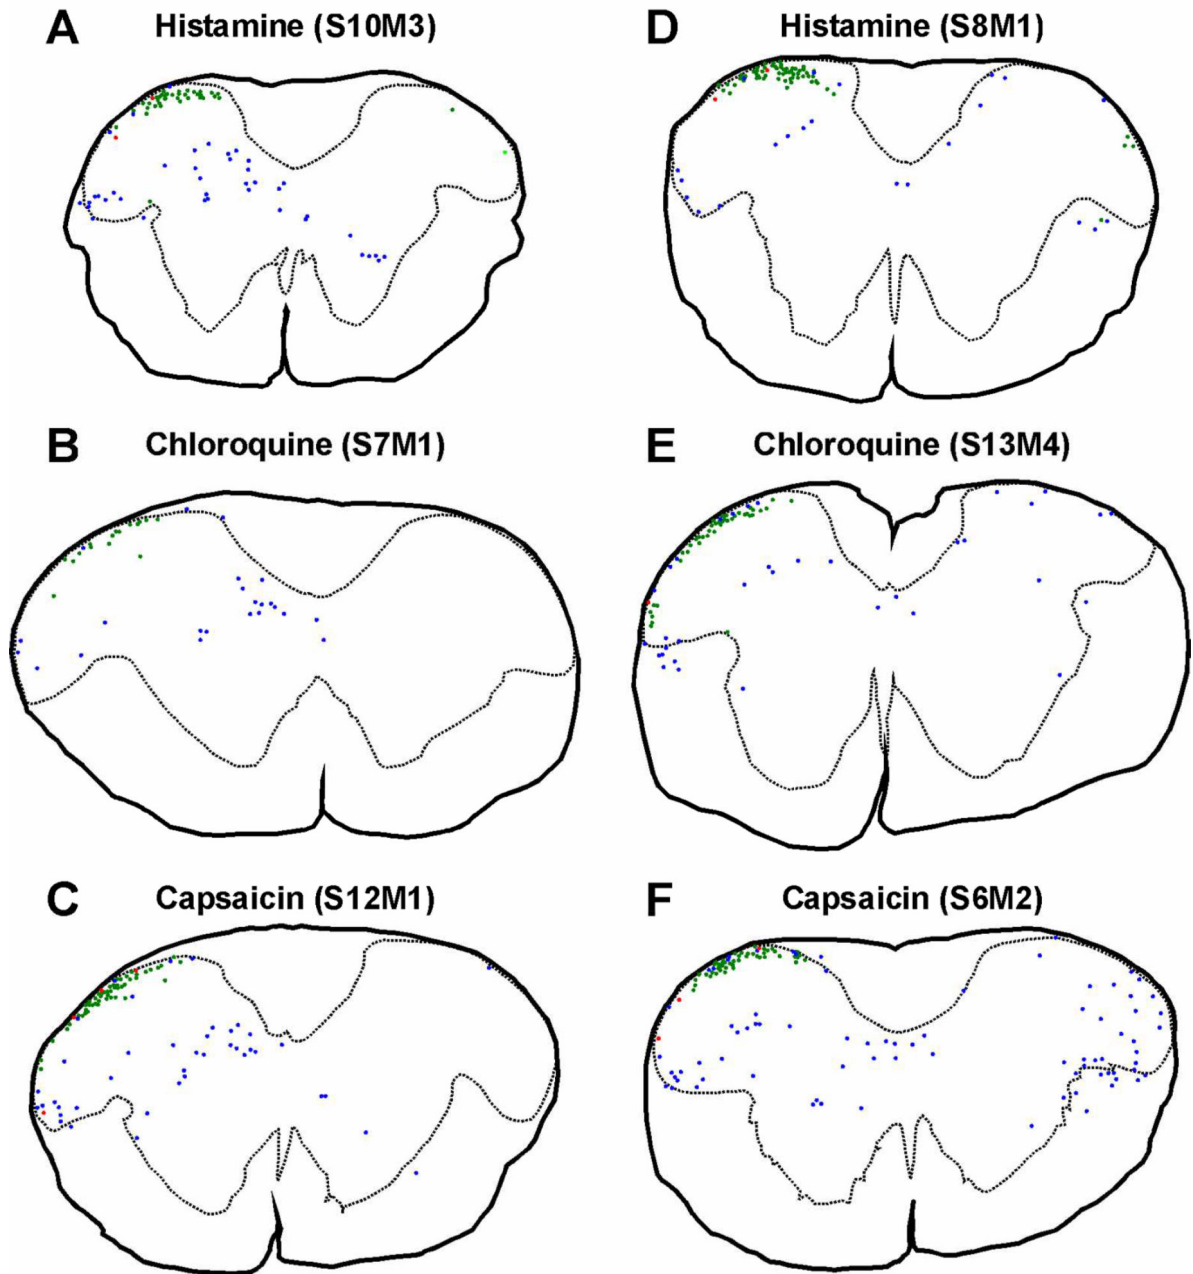 A Histamine (S10M3)
D Histamine (S8M1)
B Chloroquine (S7M1)
E Chloroquine (S13M4)
C Capsaicin (S12M1)
F Capsaicin (S6M2)